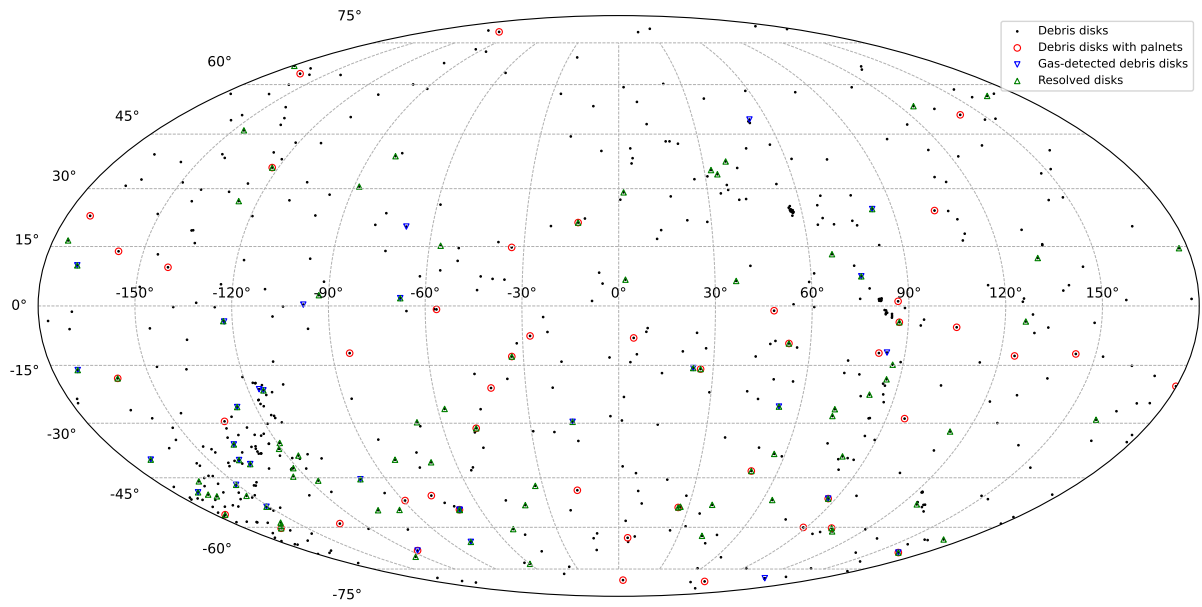 75°
Debris disks
Debris disks with palnets
60°
Gas-detected debris disks
Resolved disks
45°
30°
15°
-150° -120° -90° -60° -30° 0° 30° 60° 90° 120° 150°
0°
-15°
-30°
-45°
-60°
-75°